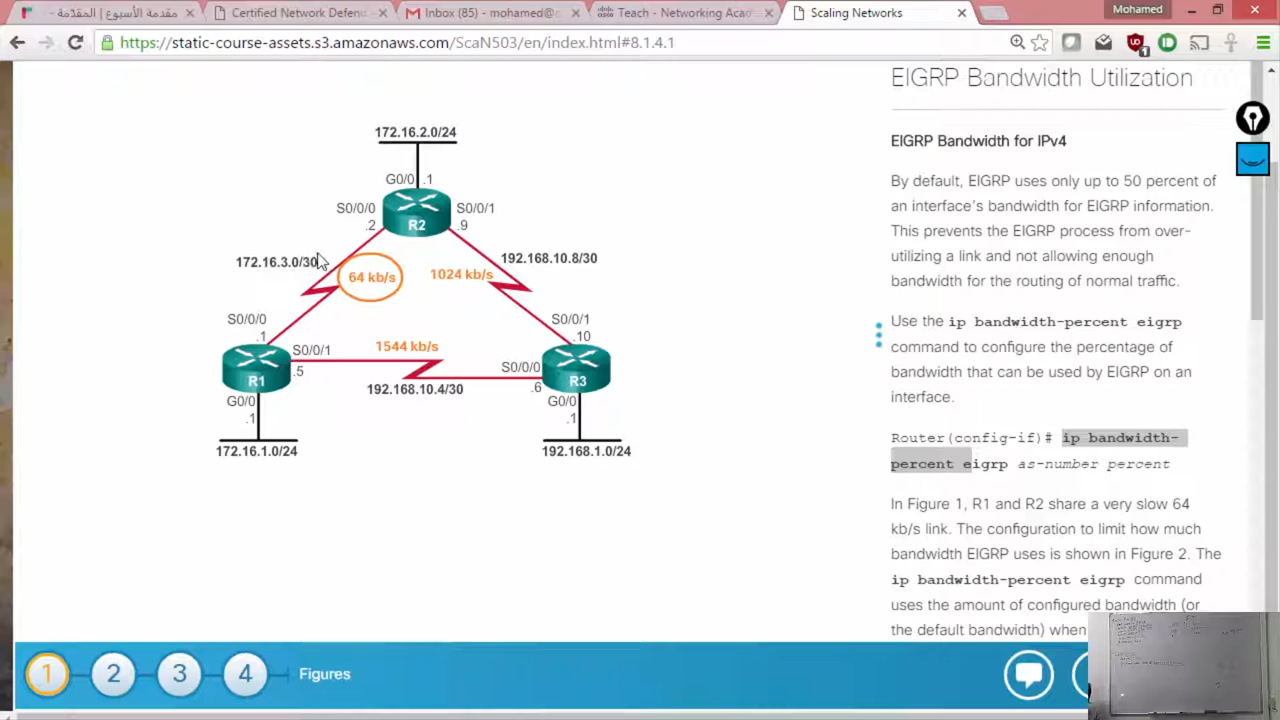 مقدمة الأسبوع | المقدّمة -
Certified Network Defen
Inbox (85) - mohamed@c
Teach - Networking Acad
Scaling Networks
Mohamed
https://static-course-assets.s3.amazonaws.com/ScaN503/en/index.html#8.1.4.1
172.16.2.0/24
G0/0 .1
S0/0/0
S0/0/1
.2
R2
.9
172.16.3.0/30
64 kb/s
1024 kb/s
192.168.10.8/30
S0/0/0
.1
S0/0/1
.10
S0/0/1
.5
1544 kb/s
S0/0/0
.6
R1
R3
192.168.10.4/30
G0/0
.1
G0/0
.1
172.16.1.0/24
192.168.1.0/24
EIGRP Bandwidth Utilization
EIGRP Bandwidth for IPv4
By default, EIGRP uses only up to 50 percent of
an interface's bandwidth for EIGRP information.
This prevents the EIGRP process from over-
utilizing a link and not allowing enough
bandwidth for the routing of normal traffic.
Use the ip bandwidth-percent eigrp
command to configure the percentage of
bandwidth that can be used by EIGRP on an
interface.
Router(config-if)# ip bandwidth-
percent eigrp as-number percent
In Figure 1, R1 and R2 share a very slow 64
kb/s link. The configuration to limit how much
bandwidth EIGRP uses is shown in Figure 2. The
ip bandwidth-percent eigrp command
uses the amount of configured bandwidth (or
the default bandwidth) when
1
2
3
4
Figures